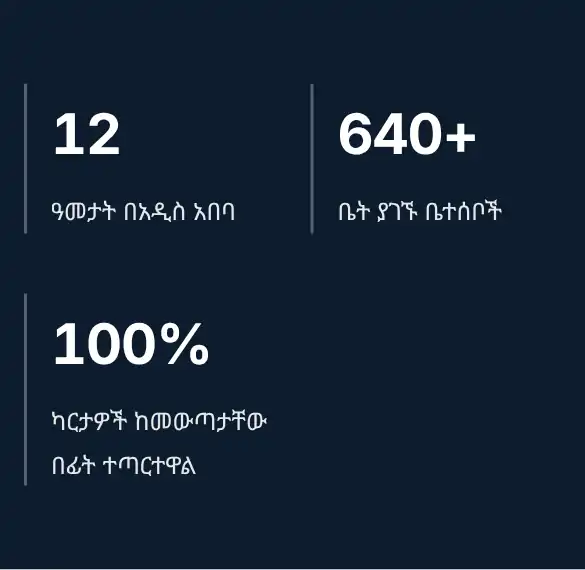 12
ዓመታት በአዲስ አበባ
640+
ቤት ያገኙ ቤተሰቦች
100%
ካርታዎች ከመውጣታቸው
በፊት ተጣርተዋል